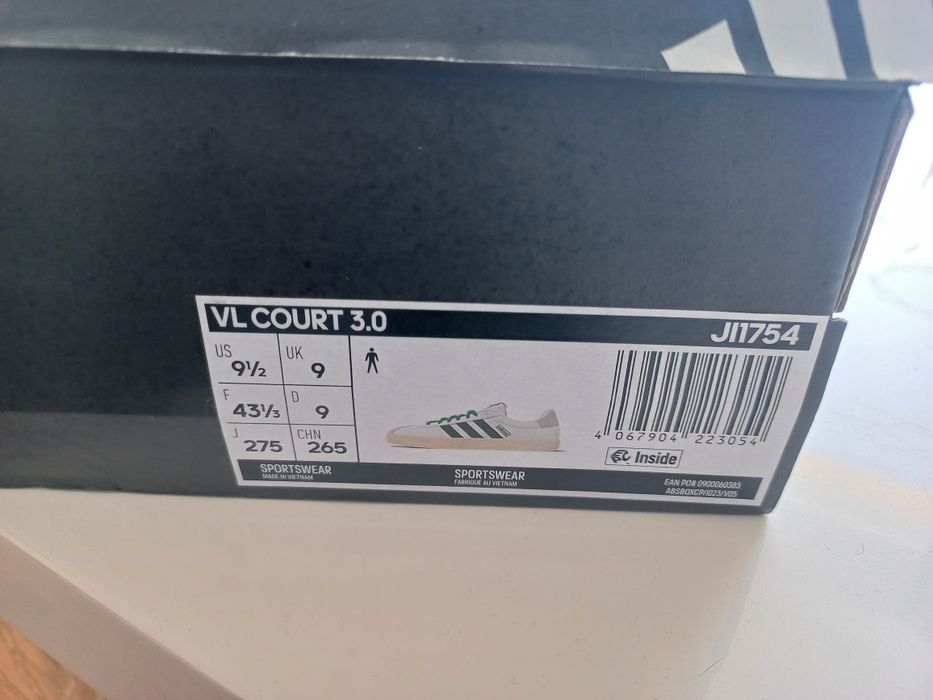 VL COURT 3.0 JI1754
US 9½ UK 9
F 43⅓ D 9
J 275 CHN 265
4 067904 223054
Inside
SPORTSWEAR
MADE IN VIETNAM
SPORTSWEAR
FABRIQUÉ AU VIETNAM
EAN PO# 0900060383
ABSBOXCP/I023/V05